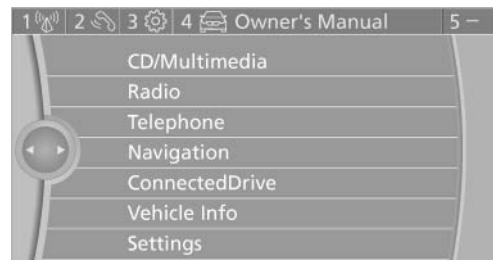 1 2 3 4 Owner's Manual 5 –
CD/Multimedia
Radio
Telephone
Navigation
ConnectedDrive
Vehicle Info
Settings